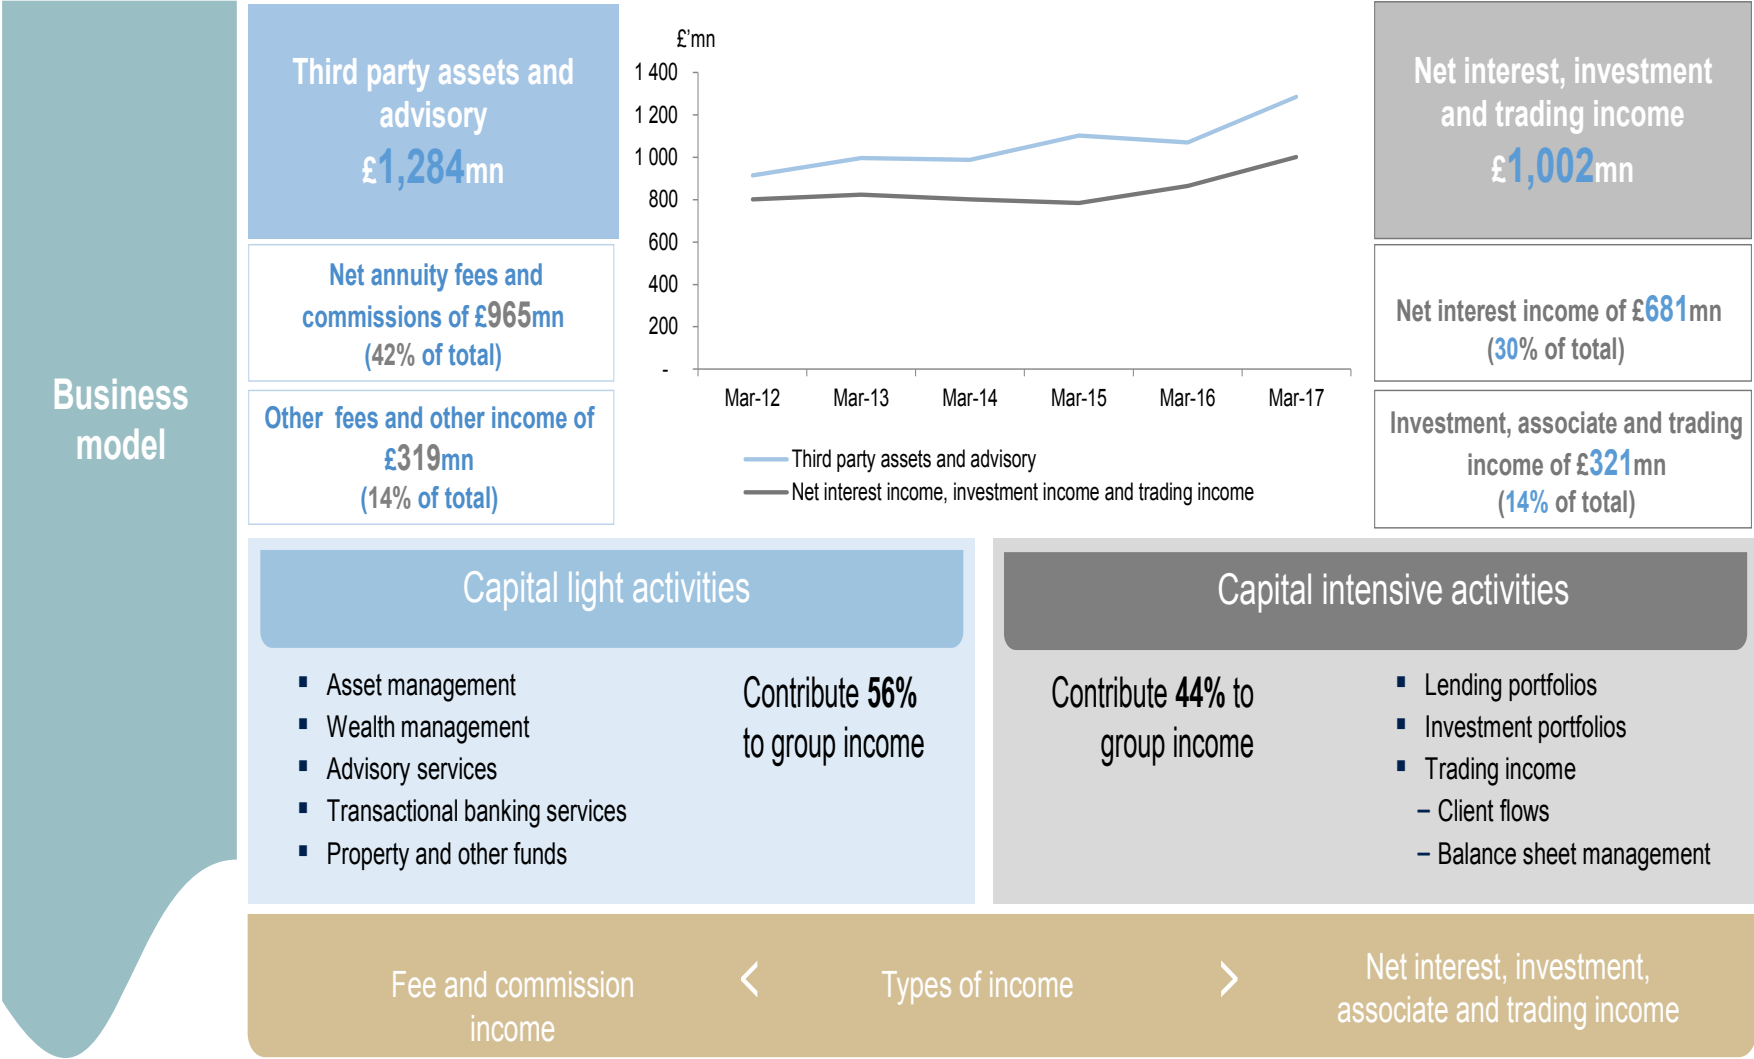 Business
model
Third party assets and
advisory
£1,284mn
Net annuity fees and
commissions of £965mn
(42% of total)
Other  fees and other income of
£319mn
(14% of total)
£'mn
1 400
1 200
1 000
800
600
400
200
-
Mar-12 Mar-13 Mar-14 Mar-15 Mar-16 Mar-17
Third party assets and advisory
Net interest income, investment income and trading income
Net interest, investment
and trading income
£1,002mn
Net interest income of £681mn
(30% of total)
Investment, associate and trading
income of £321mn
(14% of total)
Capital light activities
▪ Asset management
▪ Wealth management
▪ Advisory services
▪ Transactional banking services
▪ Property and other funds
Contribute 56%
to group income
Capital intensive activities
Contribute 44% to
group income
▪ Lending portfolios
▪ Investment portfolios
▪ Trading income
– Client flows
– Balance sheet management
Fee and commission
income
< Types of income >
Net interest, investment,
associate and trading income